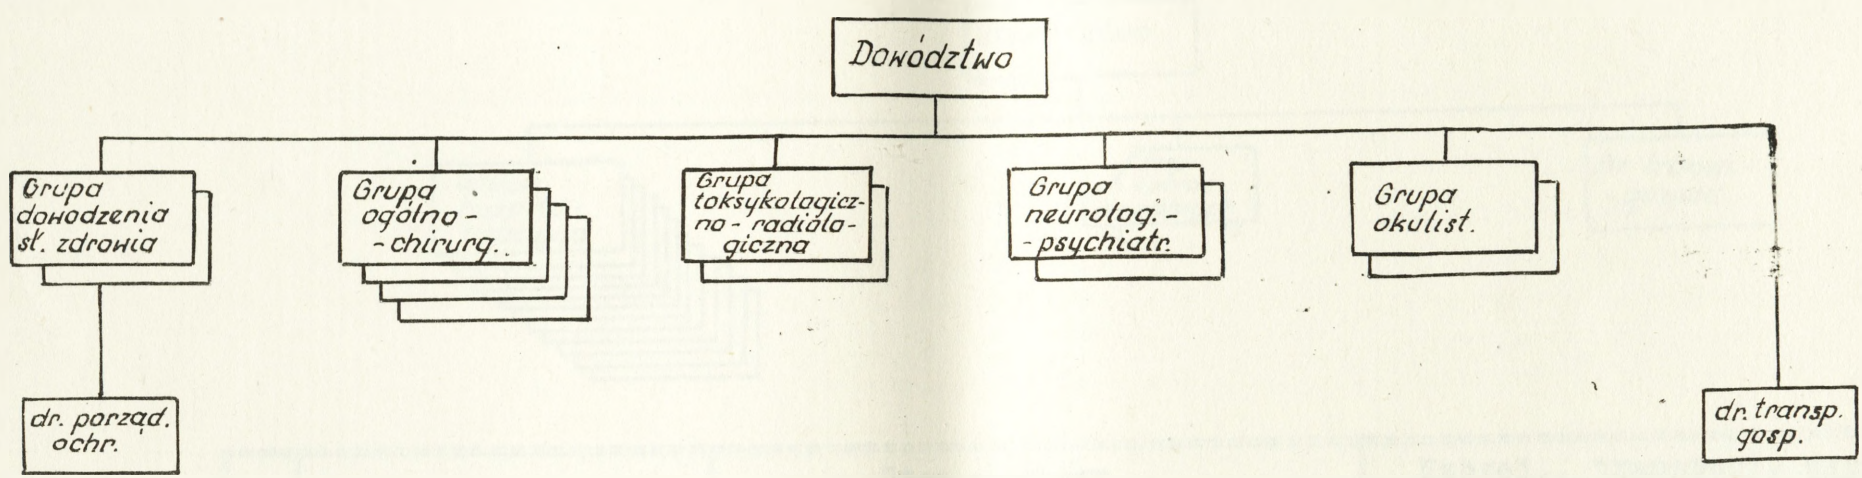 Dowództwo
Grupa
dowodzenia
sł. zdrowia
Grupa
ogólno -
- chirurg.
Grupa
toksykologicz-
no - radiolo-
giczna
Grupa
neurolog. -
- psychiatr.
Grupa
okulist.
dr. porząd.
ochr.
dr. transp.
gosp.